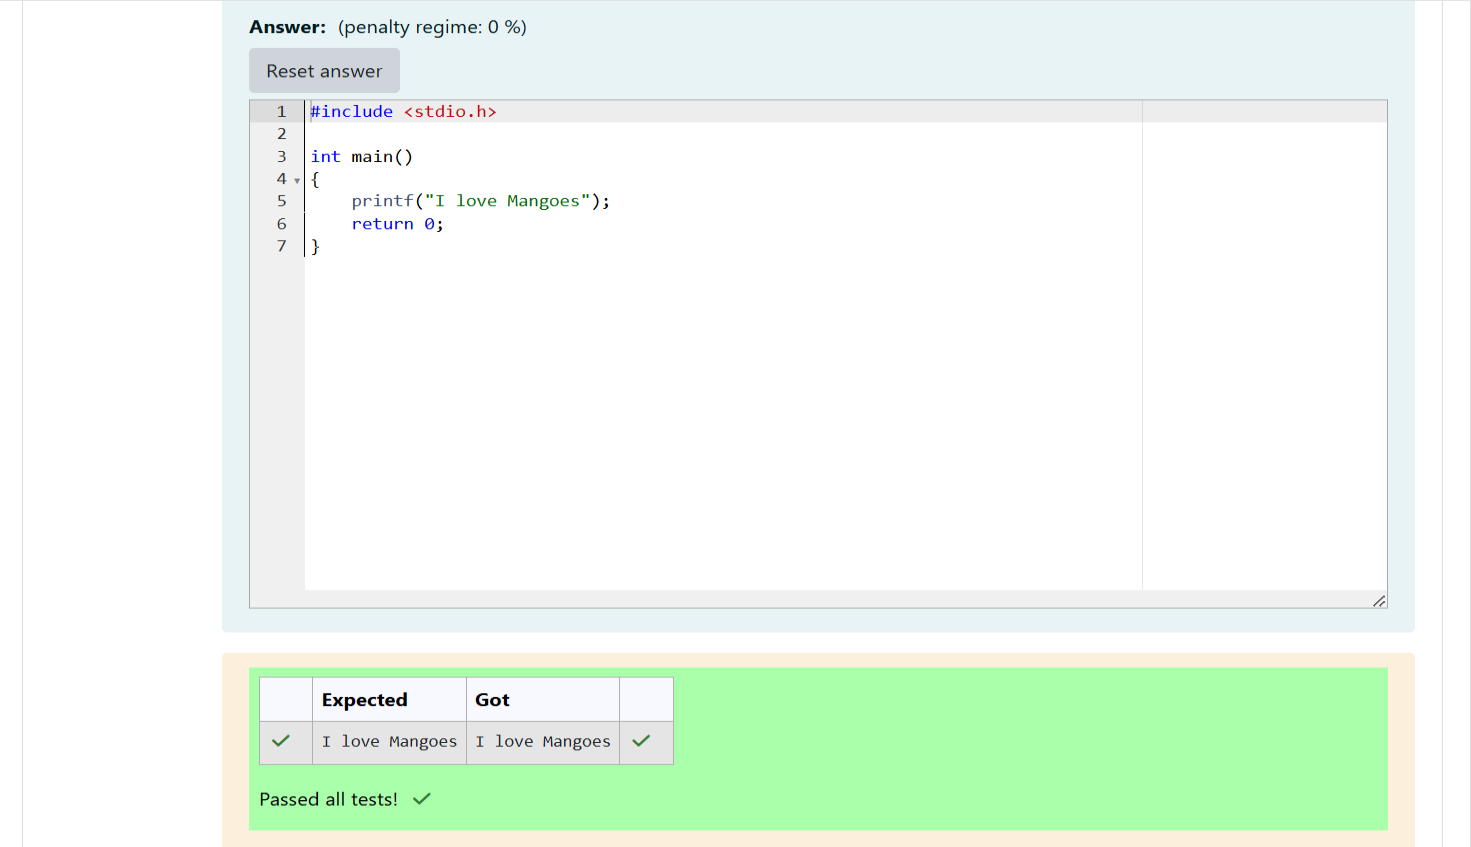 Answer: (penalty regime: 0 %)
Reset answer
1 #include <stdio.h>
2
3 int main()
4 {
5     printf("I love Mangoes");
6     return 0;
7 }
Expected Got
I love Mangoes I love Mangoes
Passed all tests!